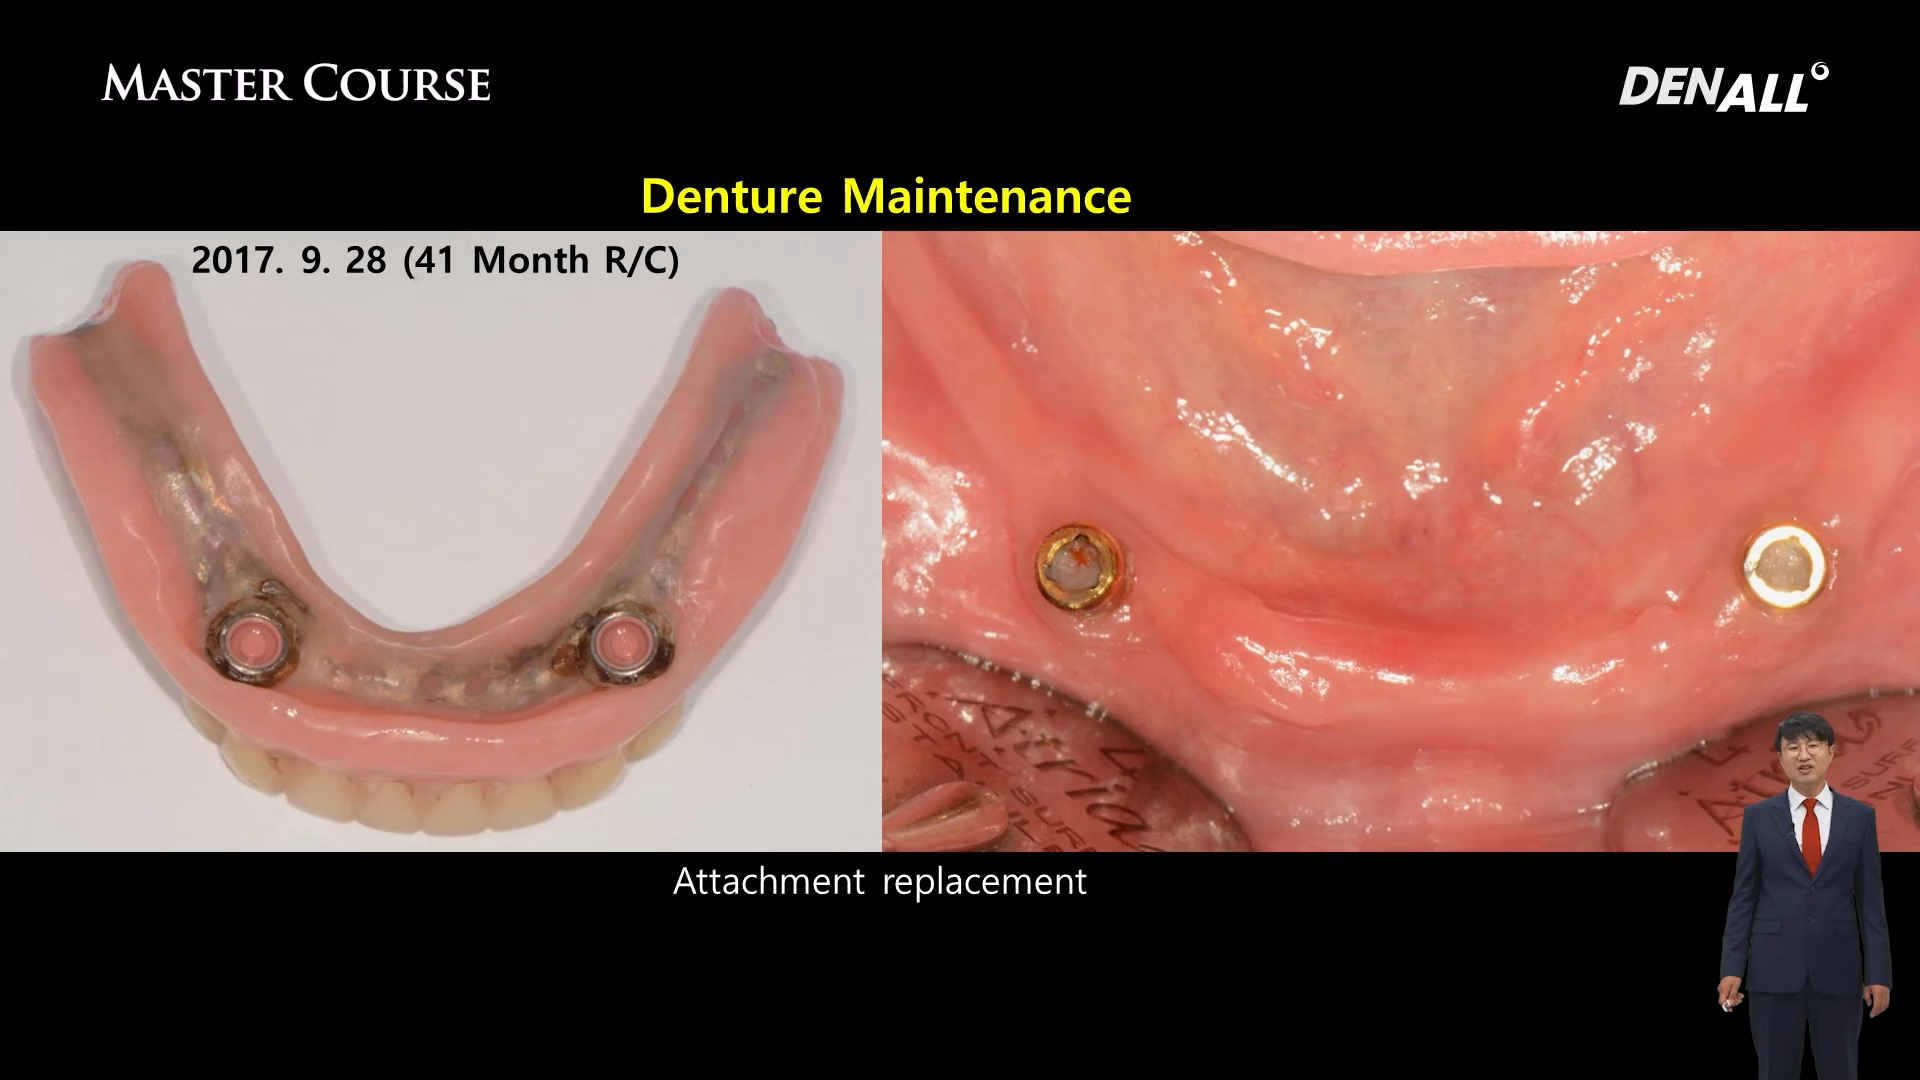 MASTER COURSE
DENALL
Denture Maintenance
2017. 9. 28 (41 Month R/C)
Attachment replacement